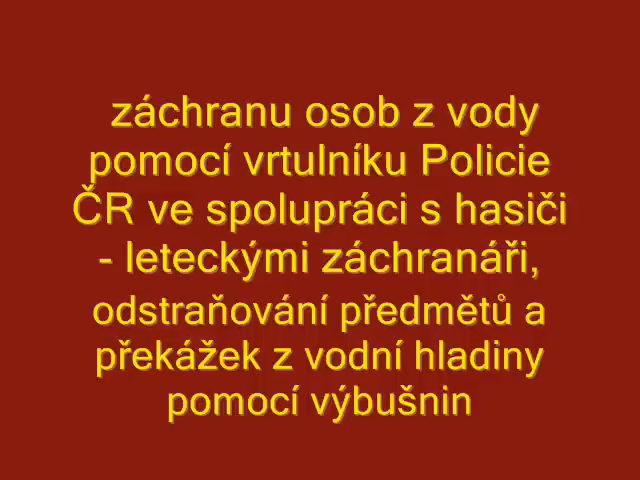 záchranu osob z vody
pomocí vrtulníku Policie
ČR ve spolupráci s hasiči
- leteckými záchranáři,
odstraňování předmětů a
překážek z vodní hladiny
pomocí výbušnin